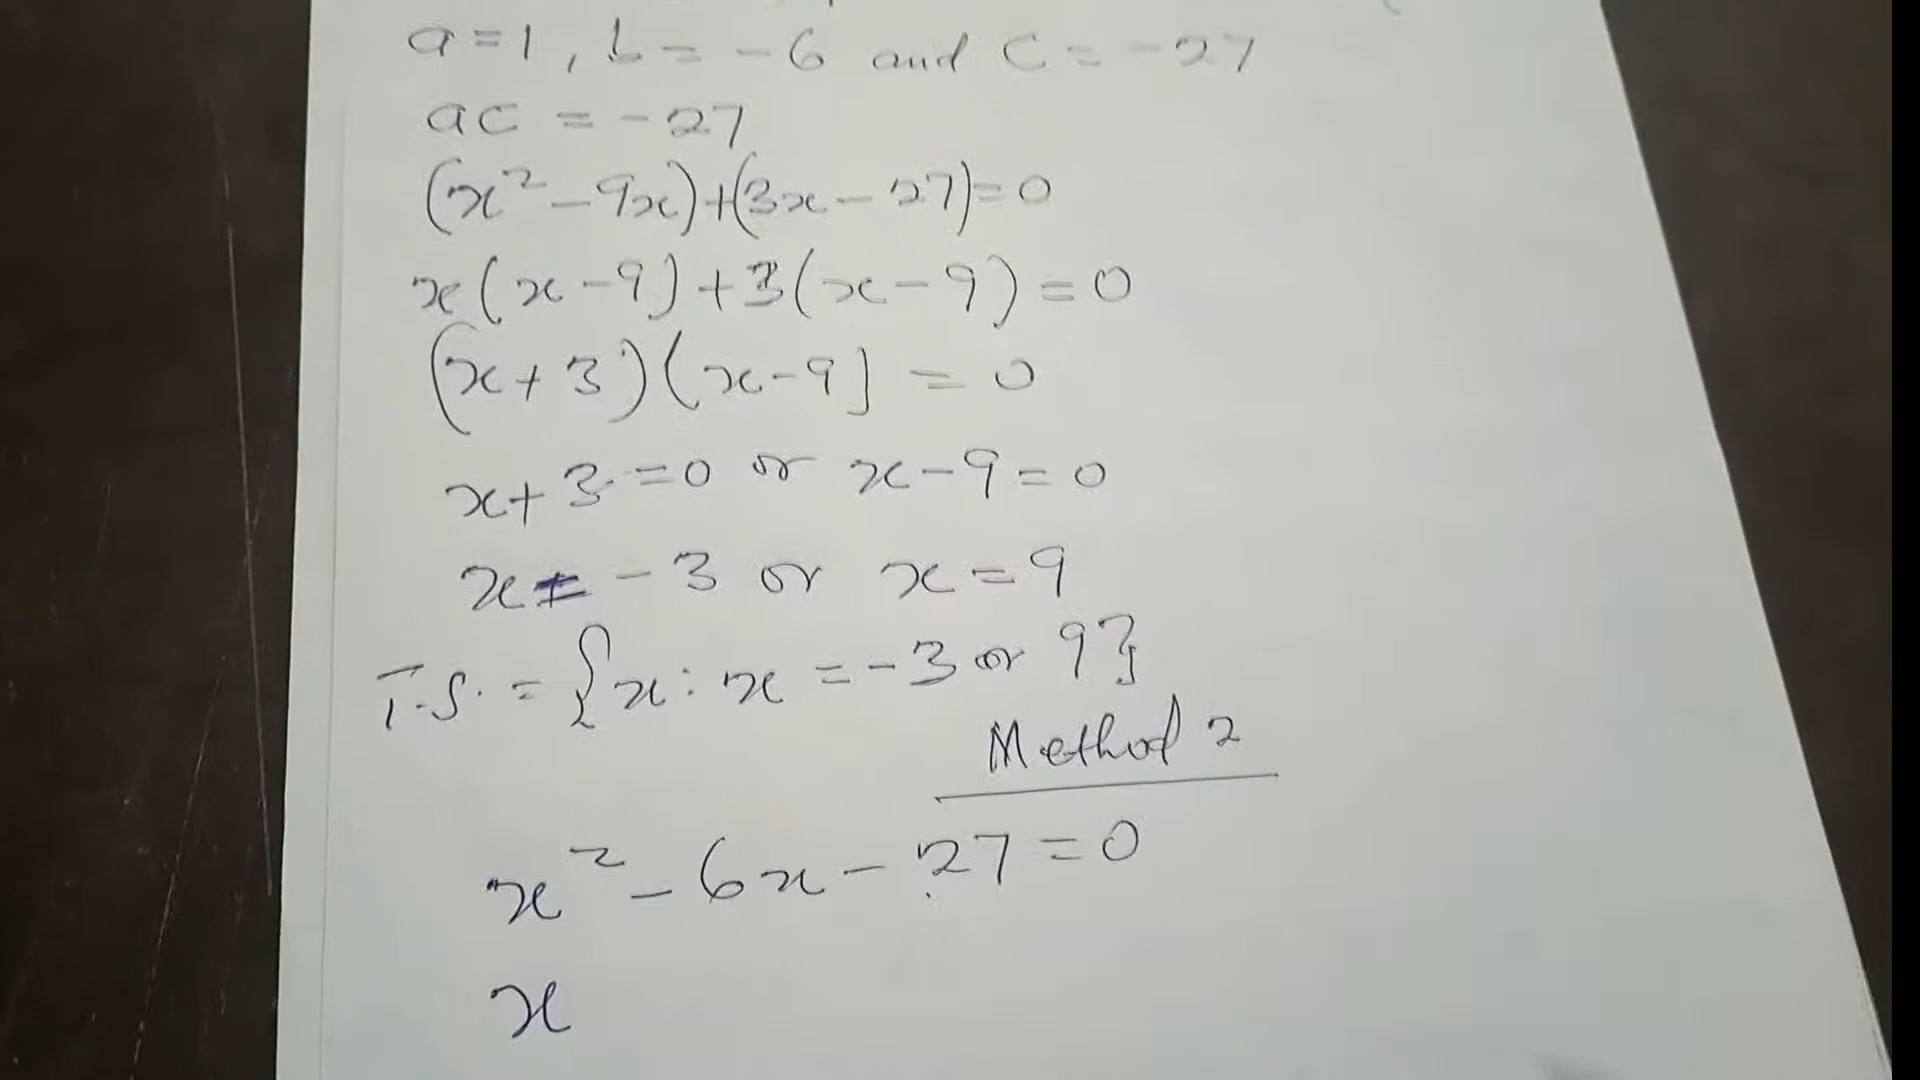 a=1, b= -6 and c= -27
ac = -27
(x² -9x)+(3x-27)=0
x(x-9)+3(x-9)=0
(x+3)(x-9] =0
x+3=0 or x-9=0
x= -3 or x=9
T.S. = {x: x = -3 or 9}
Method 2
x² - 6x - 27=0
x